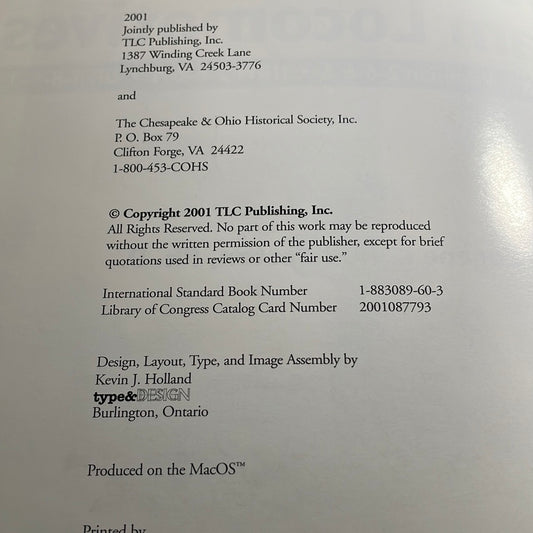 2001
Jointly published by
TLC Publishing, Inc.
1387 Winding Creek Lane
Lynchburg, VA 24503-3776
and
The Chesapeake & Ohio Historical Society, Inc.
P. O. Box 79
Clifton Forge, VA 24422
1-800-453-COHS
© Copyright 2001 TLC Publishing, Inc.
All Rights Reserved. No part of this work may be reproduced
without the written permission of the publisher, except for brief
quotations used in reviews or other “fair use.”
International Standard Book Number 1-883089-60-3
Library of Congress Catalog Card Number 2001087793
Design, Layout, Type, and Image Assembly by
Kevin J. Holland
type&DESIGN
Burlington, Ontario
Produced on the MacOS™
Printed by